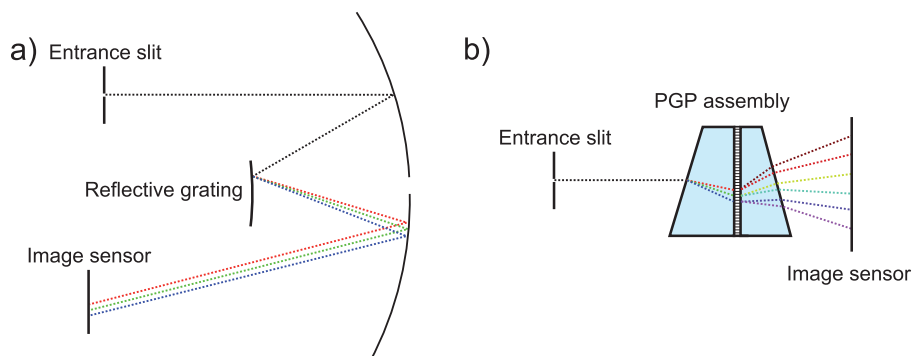 a)
Entrance slit
Reflective grating
Image sensor
b)
PGP assembly
Entrance slit
Image sensor